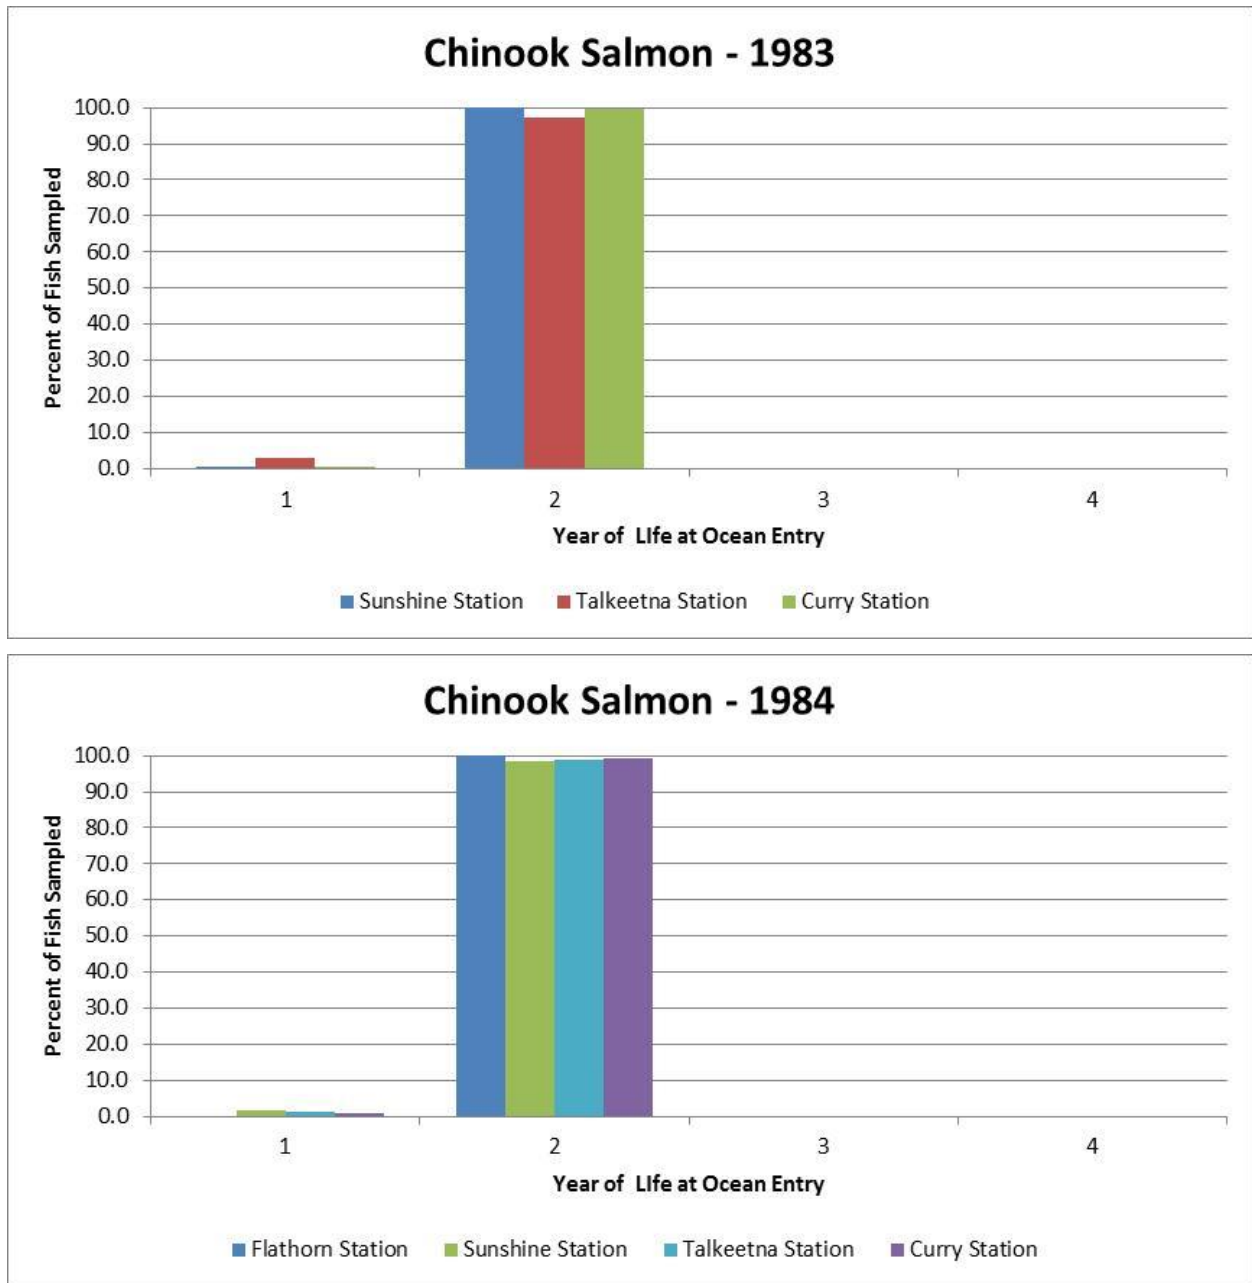 Chinook Salmon - 1983
100.0
90.0
80.0
70.0
60.0
50.0
40.0
30.0
20.0
10.0
0.0
Percent of Fish Sampled
1 2 3 4
Year of LIfe at Ocean Entry
Sunshine Station Talkeetna Station Curry Station
Chinook Salmon - 1984
100.0
90.0
80.0
70.0
60.0
50.0
40.0
30.0
20.0
10.0
0.0
Percent of Fish Sampled
1 2 3 4
Year of LIfe at Ocean Entry
Flathorn Station Sunshine Station Talkeetna Station Curry Station